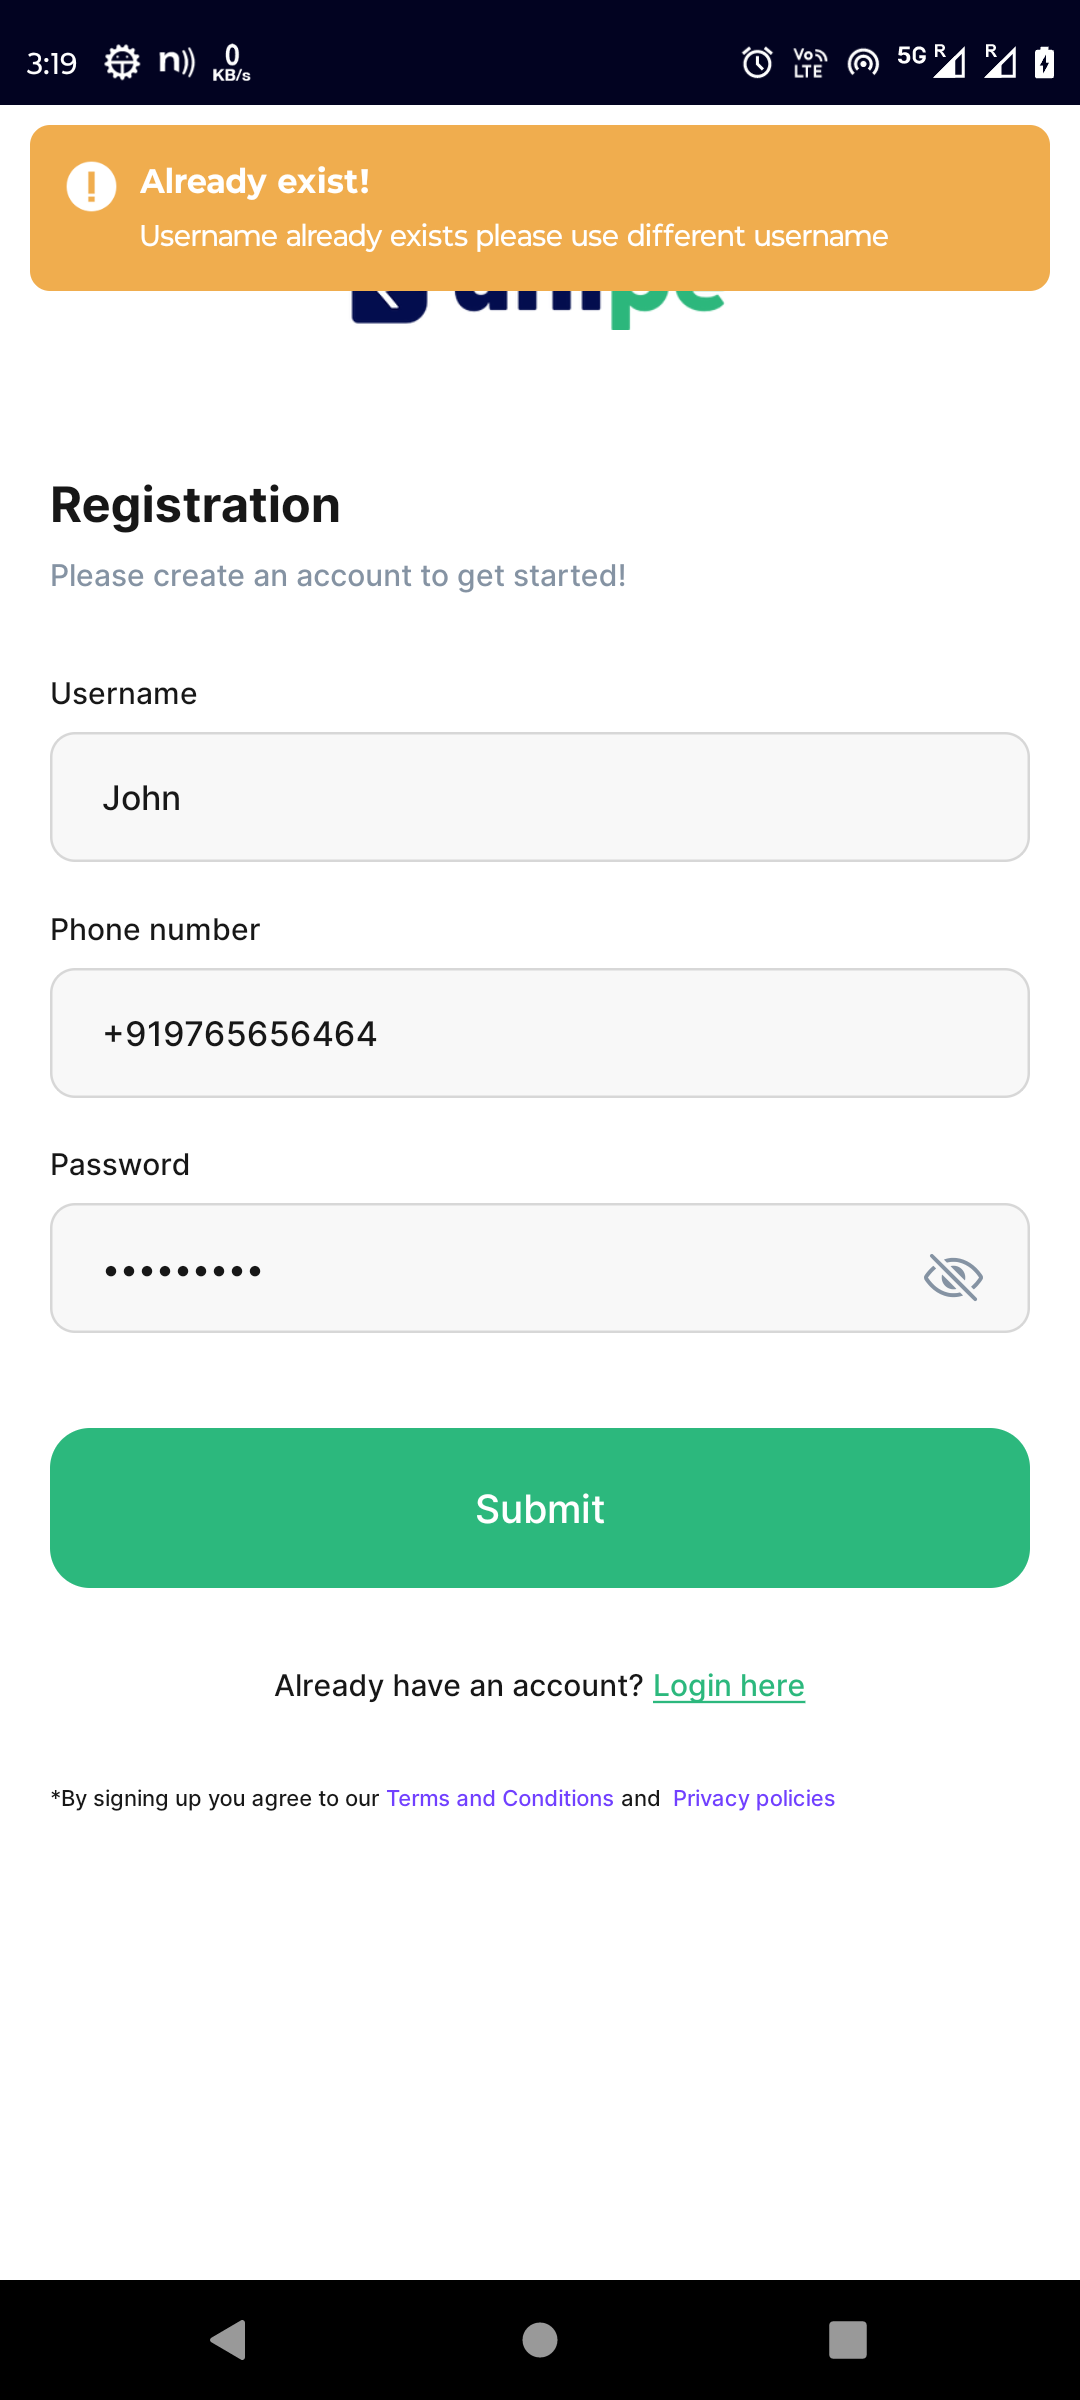 3:19 n 0 KB/s Vo LTE 5G R R
Already exist!
Username already exists please use different username
Registration
Please create an account to get started!
Username
John
Phone number
+919765656464
Password
•••••••••
Submit
Already have an account? Login here
*By signing up you agree to our Terms and Conditions and Privacy policies